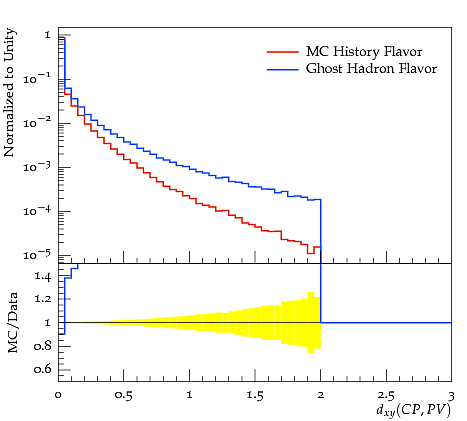 Normalized to Unity
1
10⁻¹
10⁻²
10⁻³
10⁻⁴
10⁻⁵
MC History Flavor
Ghost Hadron Flavor
MC/Data
1.4
1.2
1
0.8
0.6
0 0.5 1 1.5 2 2.5 3
d_xy(CP, PV)